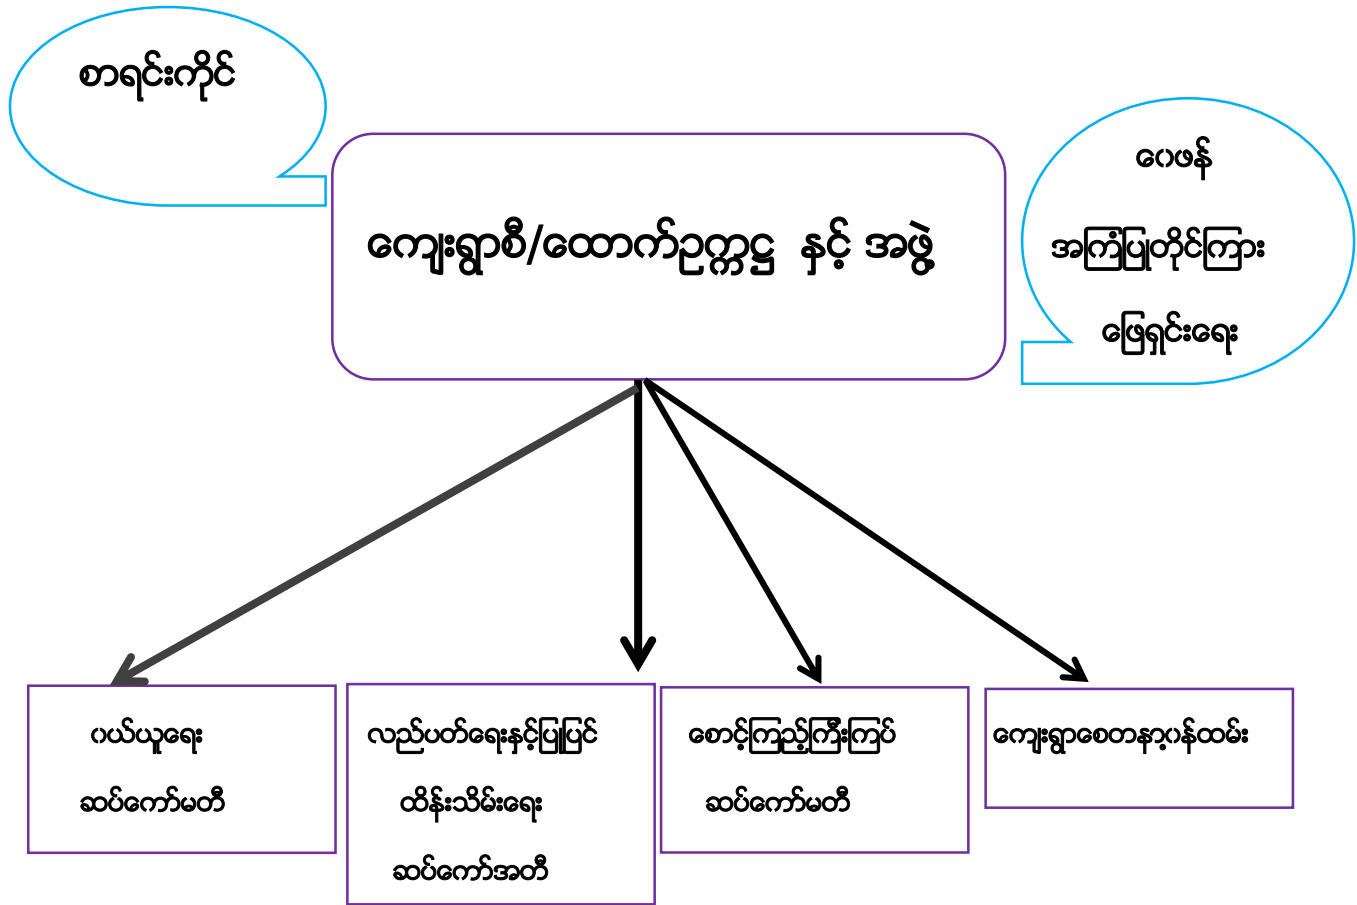 စာရင်းကိုင်
ကျေးရွာစီ/ထောက်ဥက္ကဋ္ဌ နှင့် အဖွဲ့
ဝေဖန်
အကြံပြုတိုင်ကြား
ဖြေရှင်းရေး
ဝယ်ယူရေး
ဆပ်ကော်မတီ
လည်ပတ်ရေးနှင့်ပြုပြင်
ထိန်းသိမ်းရေး
ဆပ်ကော်အတီ
စောင့်ကြည့်ကြီးကြပ်
ဆပ်ကော်မတီ
ကျေးရွာစေတနာ့ဝန်ထမ်း